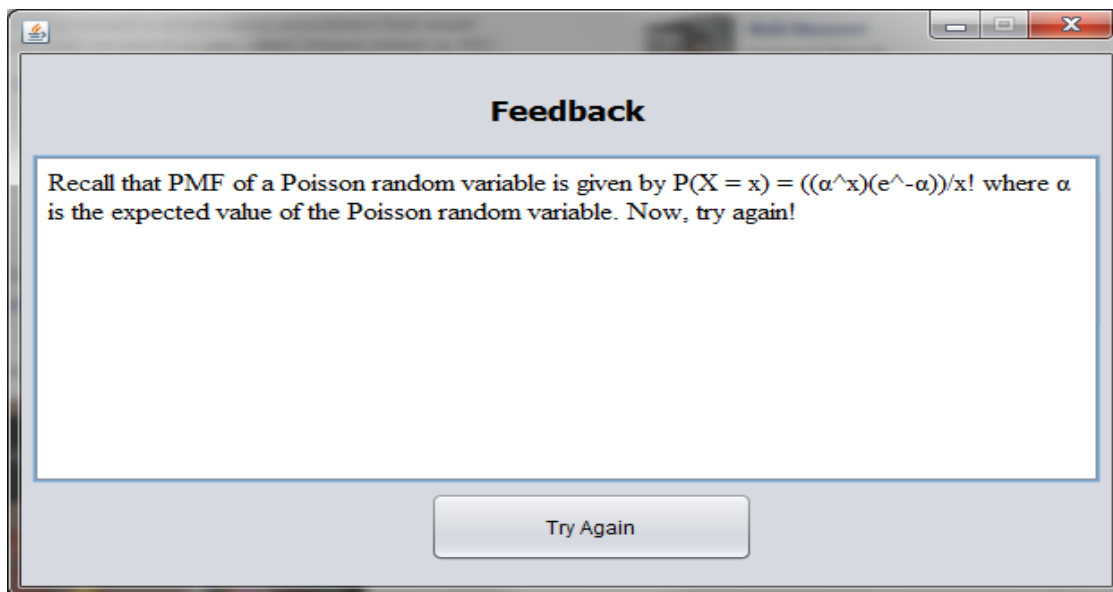 Feedback
Recall that PMF of a Poisson random variable is given by P(X = x) = ((α^x)(e^-α))/x! where α
is the expected value of the Poisson random variable. Now, try again!
Try Again